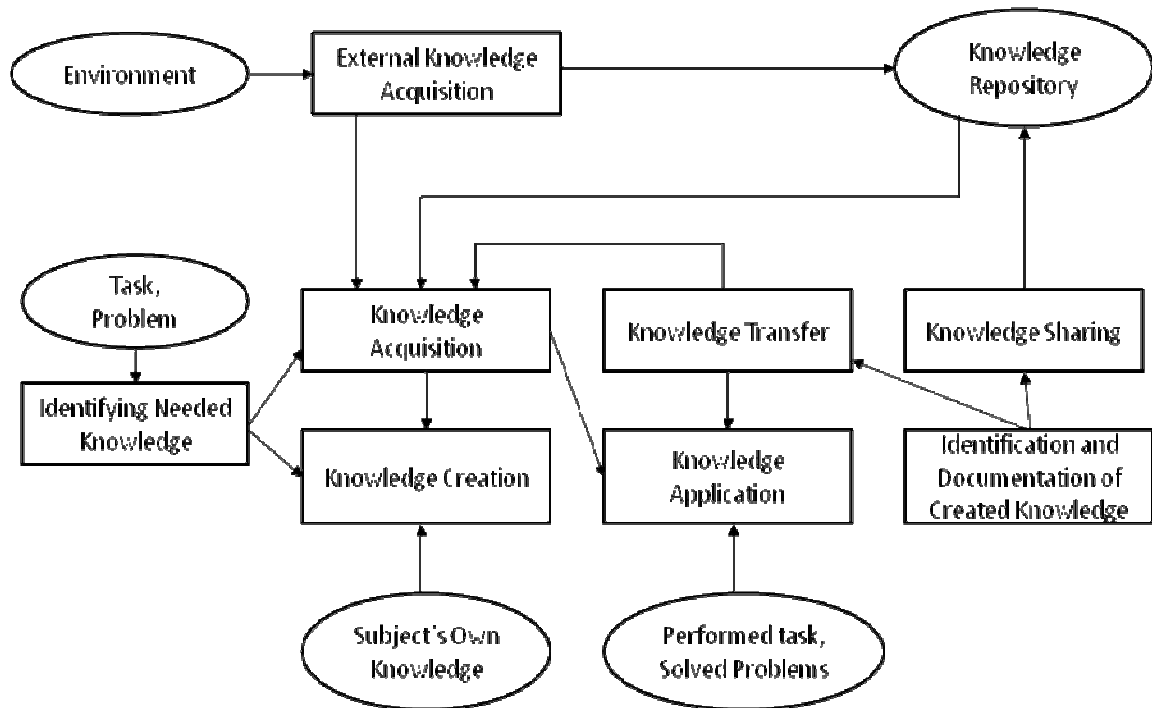 Environment
External Knowledge
Acquisition
Knowledge
Repository
Task,
Problem
Knowledge
Acquisition
Knowledge Transfer
Knowledge Sharing
Identifying Needed
Knowledge
Knowledge Creation
Knowledge
Application
Identification and
Documentation of
Created Knowledge
Subject's Own
Knowledge
Performed task,
Solved Problems